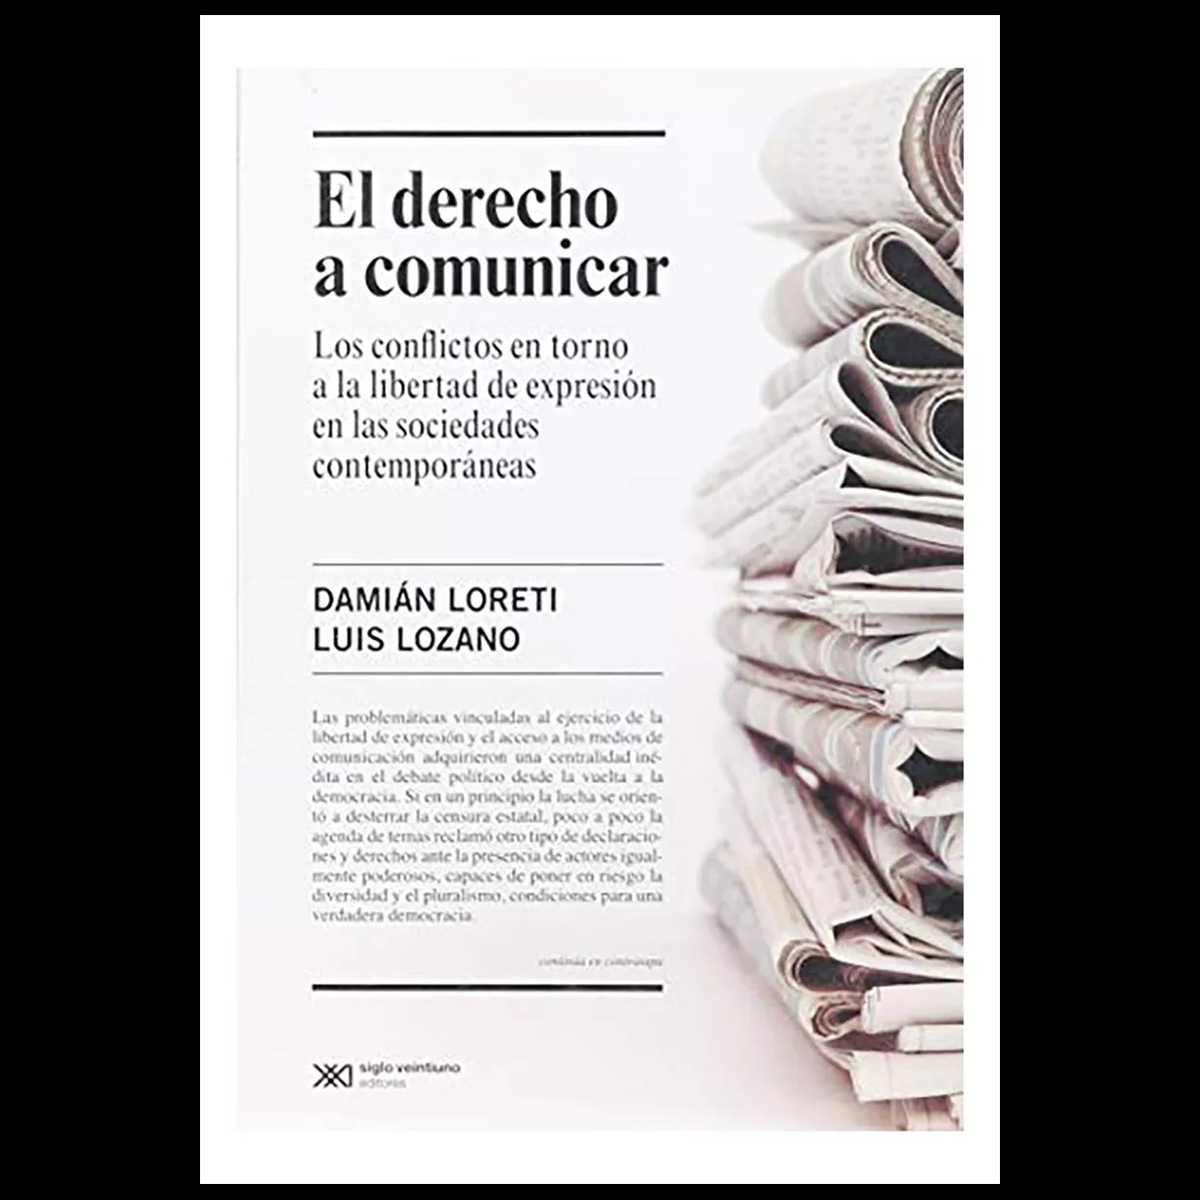 El derecho
a comunicar
Los conflictos en torno
a la libertad de expresión
en las sociedades
contemporáneas
DAMIÁN LORETI
LUIS LOZANO
Las problemáticas vinculadas al ejercicio de la
libertad de expresión y el acceso a los medios de
comunicación adquirieron una centralidad iné-
dita en el debate político desde la vuelta a la
democracia. Si en un principio la lucha se orien-
tó a desterrar la censura estatal, poco a poco la
agenda de temas reclamó otro tipo de declaracio-
nes y derechos ante la presencia de actores igual-
mente poderosos, capaces de poner en riesgo la
diversidad y el pluralismo, condiciones para una
verdadera democracia.
continúa en contratapa
siglo veintiuno
editores